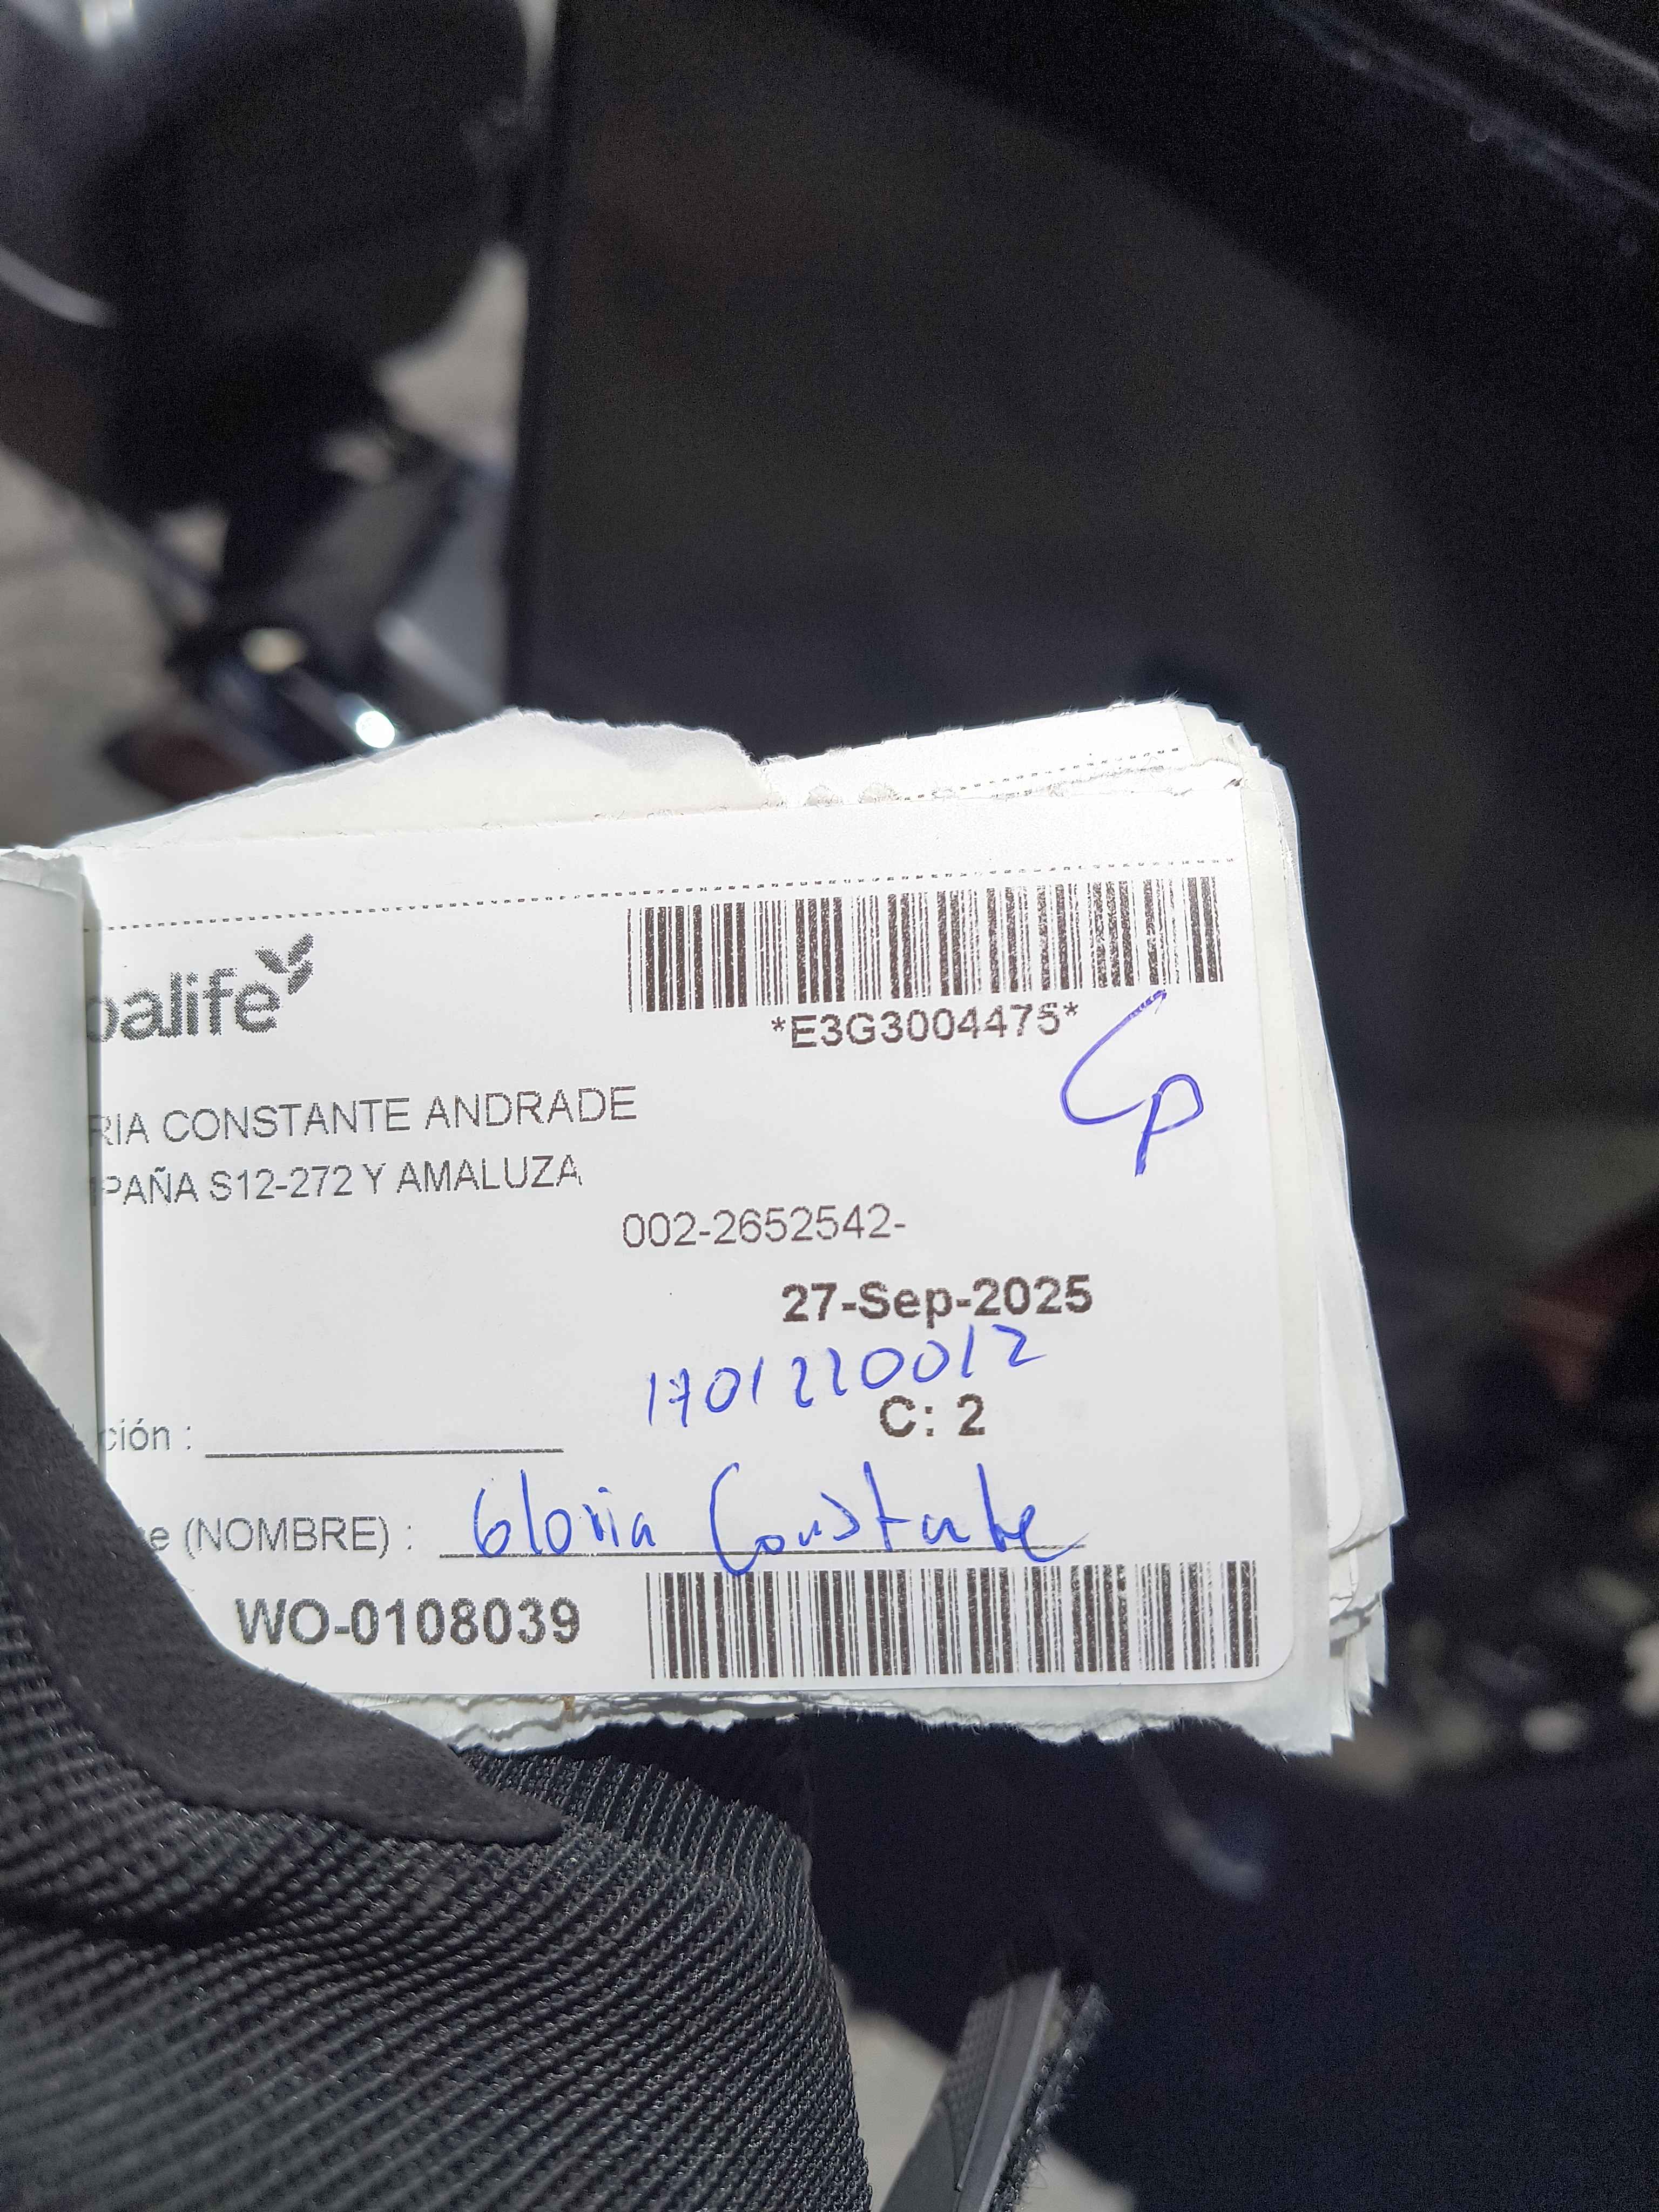 balife
*E3G3004475*
Cp
RIA CONSTANTE ANDRADE
PAÑA S12-272 Y AMALUZA
002-2652542-
27-Sep-2025
1701220012
C: 2
ción :
e (NOMBRE) : Gloria Constante
WO-0108039